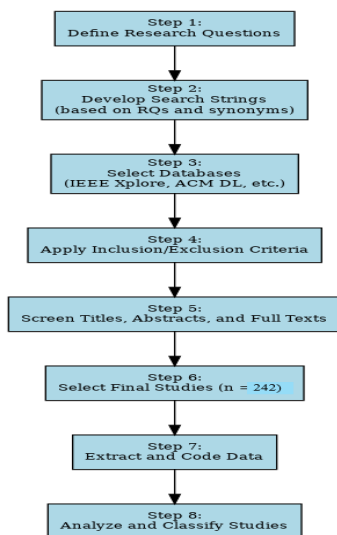 Step 1:
Define Research Questions
Step 2:
Develop Search Strings
(based on RQs and synonyms)
Step 3:
Select Databases
(IEEE Xplore, ACM DL, etc.)
Step 4:
Apply Inclusion/Exclusion Criteria
Step 5:
Screen Titles, Abstracts, and Full Texts
Step 6:
Select Final Studies (n = 242)
Step 7:
Extract and Code Data
Step 8:
Analyze and Classify Studies